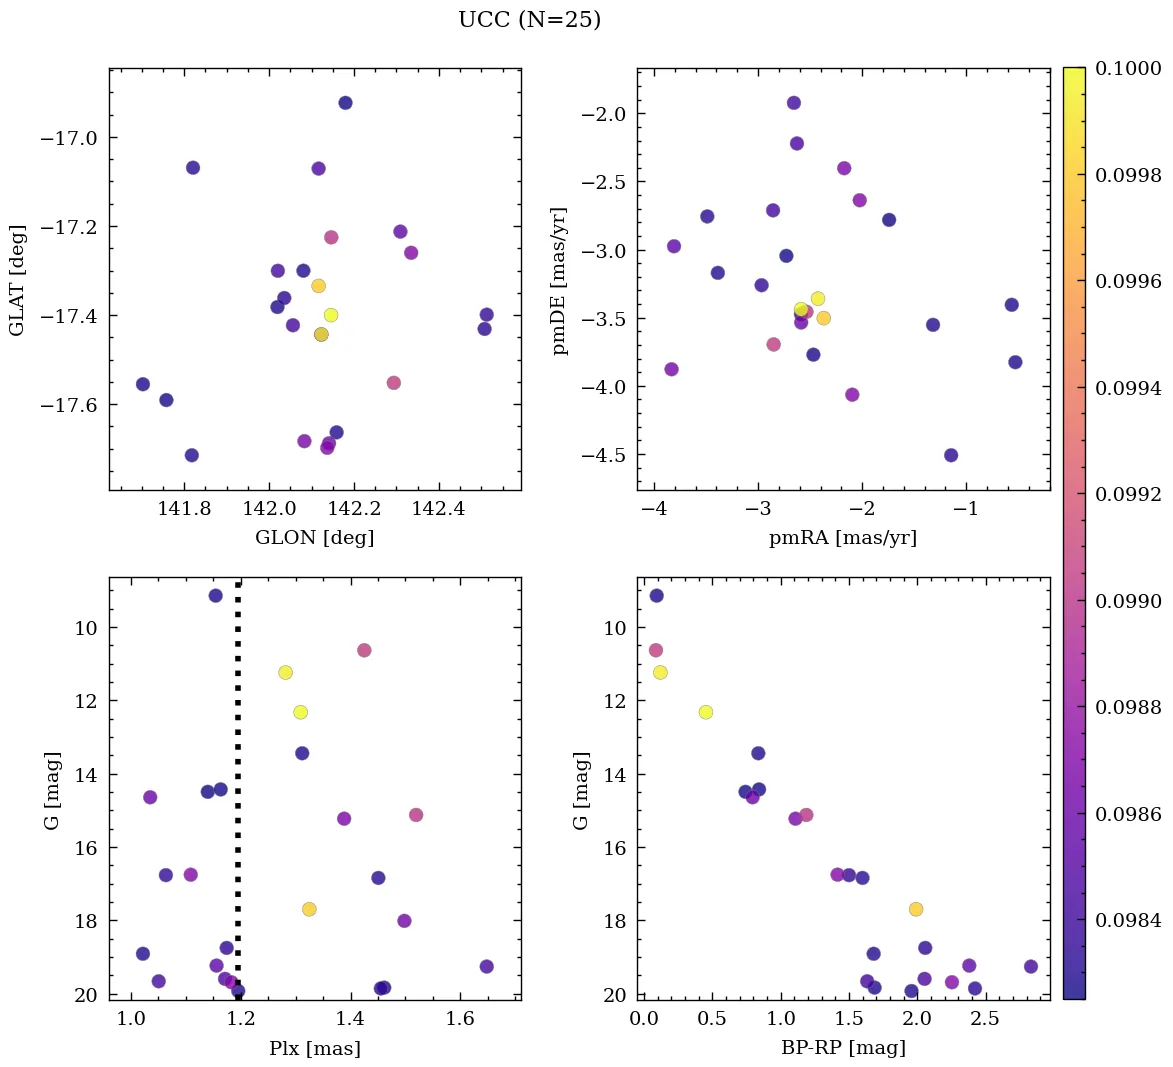 UCC (N=25)
−17.0
−17.2
−17.4
−17.6
GLAT [deg]
141.8 142.0 142.2 142.4
GLON [deg]
−2.0
−2.5
−3.0
−3.5
−4.0
−4.5
pmDE [mas/yr]
−4 −3 −2 −1
pmRA [mas/yr]
0.1000
0.0998
0.0996
0.0994
0.0992
0.0990
0.0988
0.0986
0.0984
10
12
14
16
18
20
G [mag]
1.0 1.2 1.4 1.6
Plx [mas]
10
12
14
16
18
20
G [mag]
0.0 0.5 1.0 1.5 2.0 2.5
BP-RP [mag]